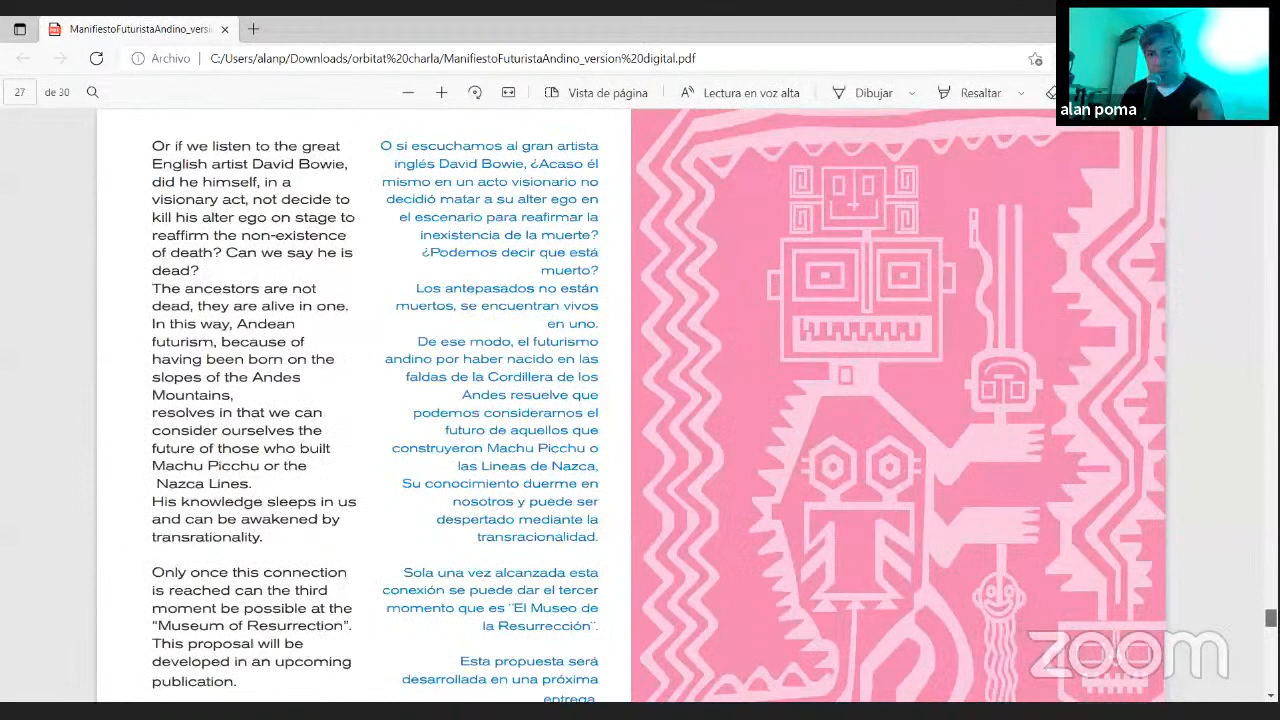 ManifiestoFuturistaAndino_versi
Archivo
C:/Users/alanp/Downloads/orbitat%20charla/ManifiestoFuturistaAndino_version%20digital.pdf
27 de 30
Vista de página
Lectura en voz alta
Dibujar
Resaltar
alan poma
Or if we listen to the great
English artist David Bowie,
did he himself, in a
visionary act, not decide to
kill his alter ego on stage to
reaffirm the non-existence
of death? Can we say he is
dead?
The ancestors are not
dead, they are alive in one.
In this way, Andean
futurism, because of
having been born on the
slopes of the Andes
Mountains,
resolves in that we can
consider ourselves the
future of those who built
Machu Picchu or the
Nazca Lines.
His knowledge sleeps in us
and can be awakened by
transrationality.
Only once this connection
is reached can the third
moment be possible at the
“Museum of Resurrection”.
This proposal will be
developed in an upcoming
publication.
O si escuchamos al gran artista
inglés David Bowie, ¿Acaso él
mismo en un acto visionario no
decidió matar a su alter ego en
el escenario para reafirmar la
inexistencia de la muerte?
¿Podemos decir que está
muerto?
Los antepasados no están
muertos, se encuentran vivos
en uno.
De ese modo, el futurismo
andino por haber nacido en las
faldas de la Cordillera de los
Andes resuelve que
podemos considerarnos el
futuro de aquellos que
construyeron Machu Picchu o
las Lineas de Nazca,
Su conocimiento duerme en
nosotros y puede ser
despertado mediante la
transracionalidad.
Sola una vez alcanzada esta
conexión se puede dar el tercer
momento que es ¨El Museo de
la Resurrección¨.
Esta propuesta será
desarrollada en una próxima
entrega.
zoom